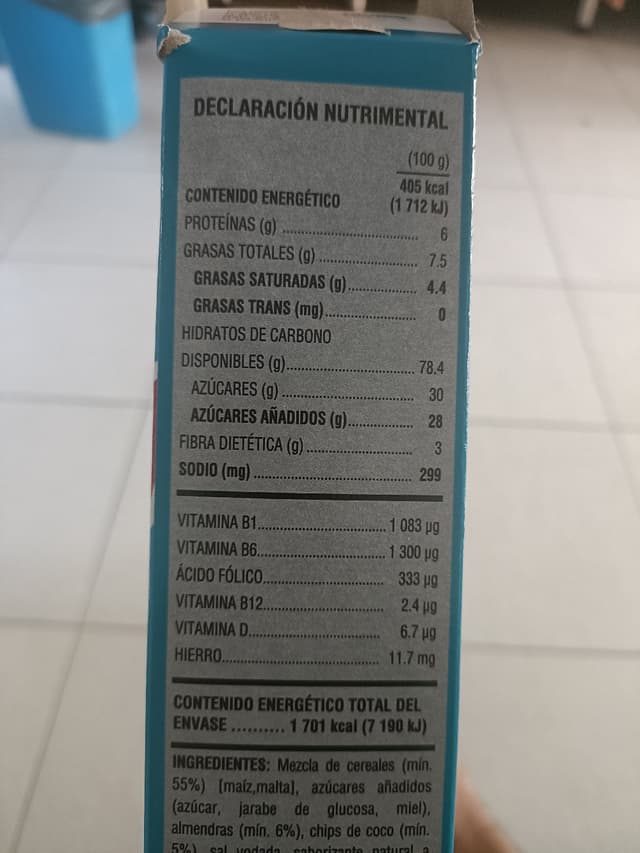 DECLARACIÓN NUTRIMENTAL
(100 g)
CONTENIDO ENERGÉTICO 405 kcal
(1 712 kJ)
PROTEÍNAS (g) ........................ 6
GRASAS TOTALES (g) ........................ 7.5
GRASAS SATURADAS (g)................. 4.4
GRASAS TRANS (mg)...................... 0
HIDRATOS DE CARBONO
DISPONIBLES (g)............................... 78.4
AZÚCARES (g) ............................... 30
AZÚCARES AÑADIDOS (g)................ 28
FIBRA DIETÉTICA (g) ......................... 3
SODIO (mg) ...................................... 299
VITAMINA B1............................... 1 083 µg
VITAMINA B6............................... 1 300 µg
ÁCIDO FÓLICO............................. 333 µg
VITAMINA B12............................. 2.4 µg
VITAMINA D................................ 6.7 µg
HIERRO....................................... 11.7 mg
CONTENIDO ENERGÉTICO TOTAL DEL
ENVASE .......... 1 701 kcal (7 190 kJ)
INGREDIENTES: Mezcla de cereales (mín.
55%) [maíz,malta], azúcares añadidos
(azúcar, jarabe de glucosa, miel),
almendras (mín. 6%), chips de coco (mín.
5%), sal yodada, saborizante natural a